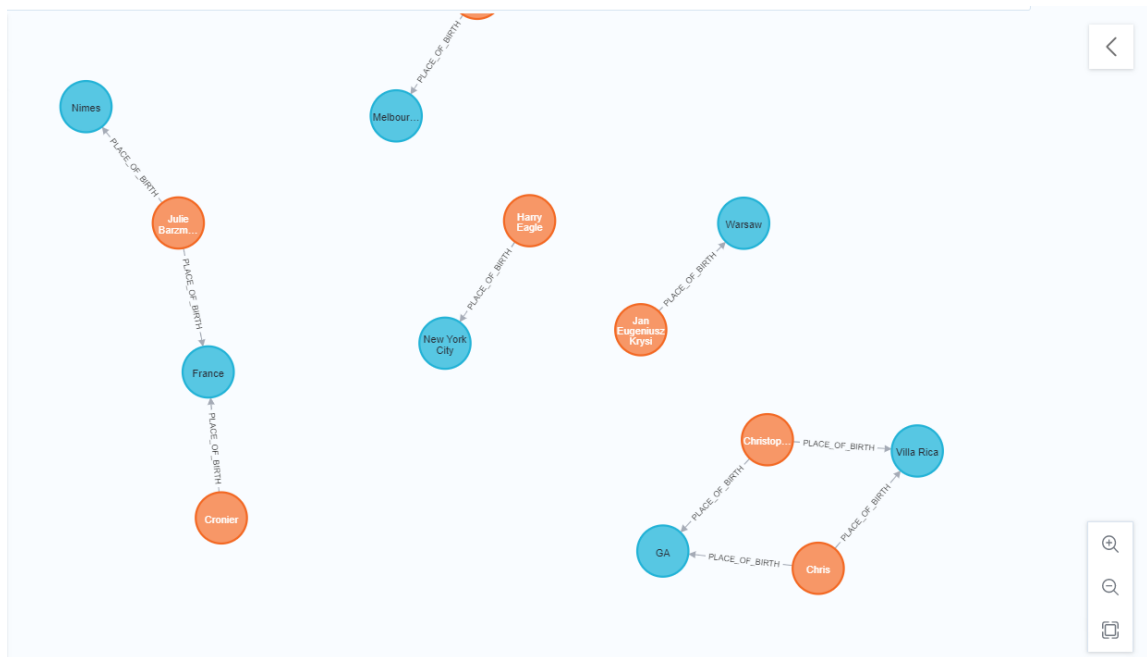 PLACE_OF_BIRTH
Melbour...
Nimes
PLACE_OF_BIRTH
Julie
Barzm...
PLACE_OF_BIRTH
France
PLACE_OF_BIRTH
Cronier
Harry
Eagle
PLACE_OF_BIRTH
New York
City
Warsaw
PLACE_OF_BIRTH
Jan
Eugeniusz
Krysi
Christop...
PLACE_OF_BIRTH
Villa Rica
PLACE_OF_BIRTH
PLACE_OF_BIRTH
GA
PLACE_OF_BIRTH
Chris